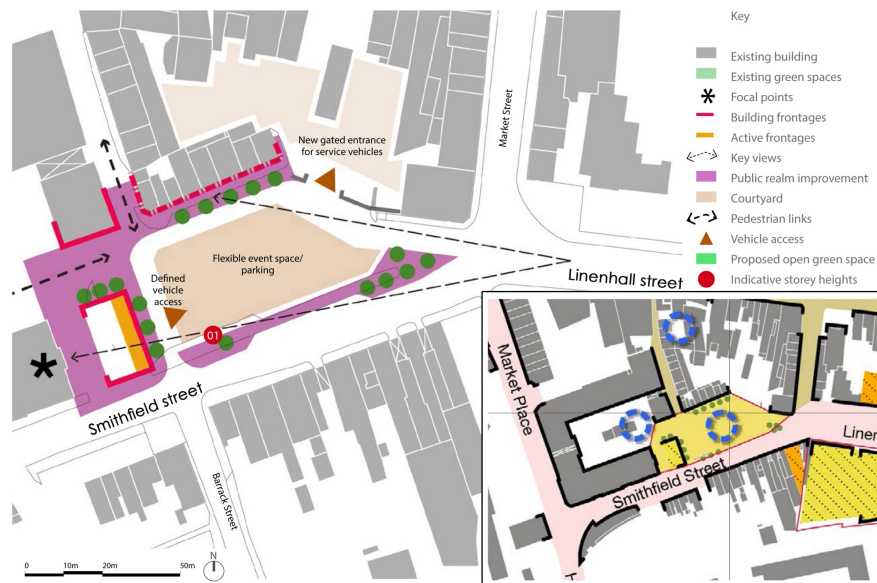 Key
Existing building
Existing green spaces
Focal points
Building frontages
Active frontages
Key views
Public realm improvement
Courtyard
Pedestrian links
Vehicle access
Proposed open green space
Indicative storey heights
New gated entrance
for service vehicles
Market Street
Flexible event space/
parking
Linenhall street
Defined
vehicle
access
01
Smithfield street
Barrack Street
0
10m
20m
50m
N
Market Place
Smithfield Street
Liner
H